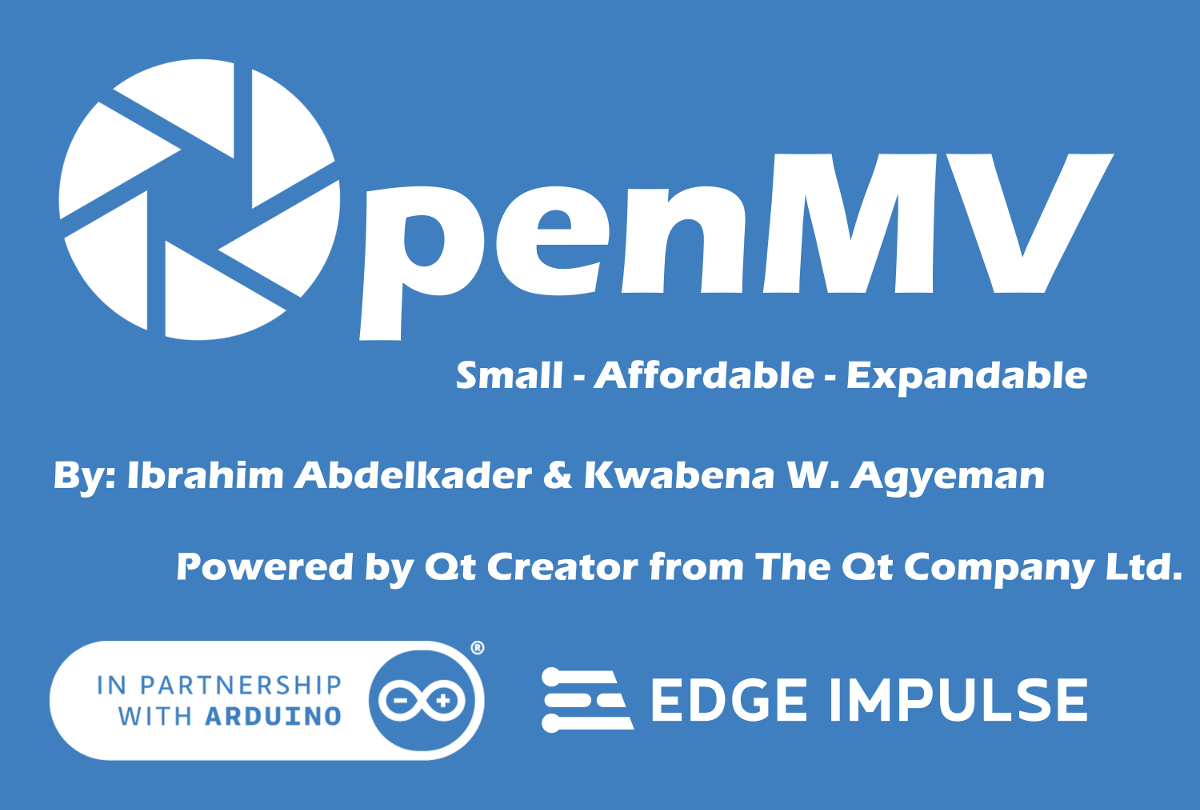 OpenMV
Small - Affordable - Expandable
By: Ibrahim Abdelkader & Kwabena W. Agyeman
Powered by Qt Creator from The Qt Company Ltd.
IN PARTNERSHIP
WITH ARDUINO
®
EDGE IMPULSE